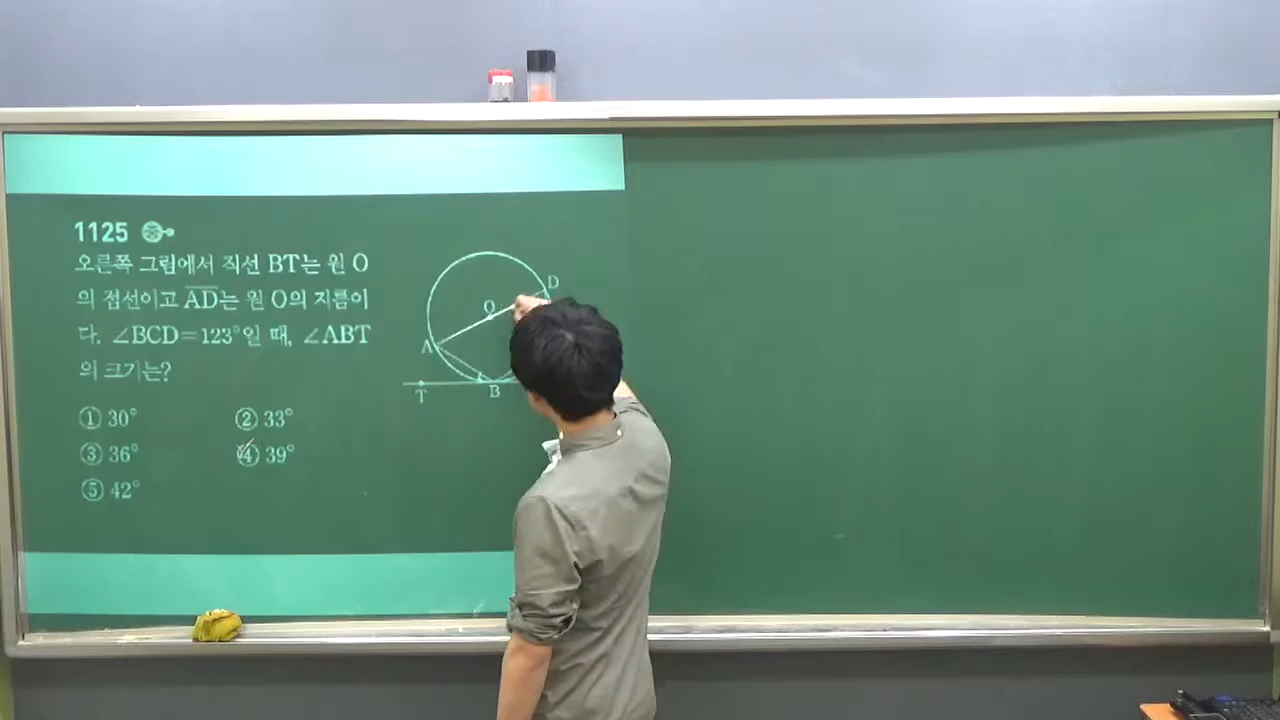 1125 중
오른쪽 그림에서 직선 BT는 원 O
의 접선이고 AD는 원 O의 지름이
다. ∠BCD=123°일 때, ∠ABT
의 크기는?
① 30° ② 33°
③ 36° ④ 39°
⑤ 42°
D
O
A
T B